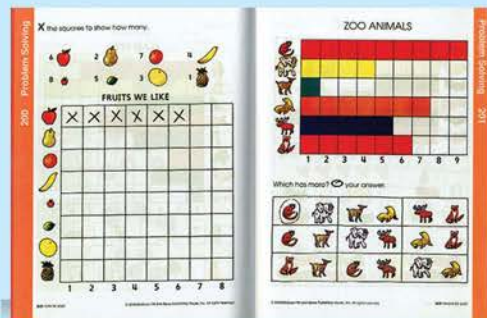 200 · Problem Solving
X the squares to show how many.
6 2 7 4
8 5 3 1
FRUITS WE LIKE
1 2 3 4 5 6 7 8
ZOO ANIMALS
1 2 3 4 5 6 7 8 9
Which has more? your answer.
Problem Solving 201